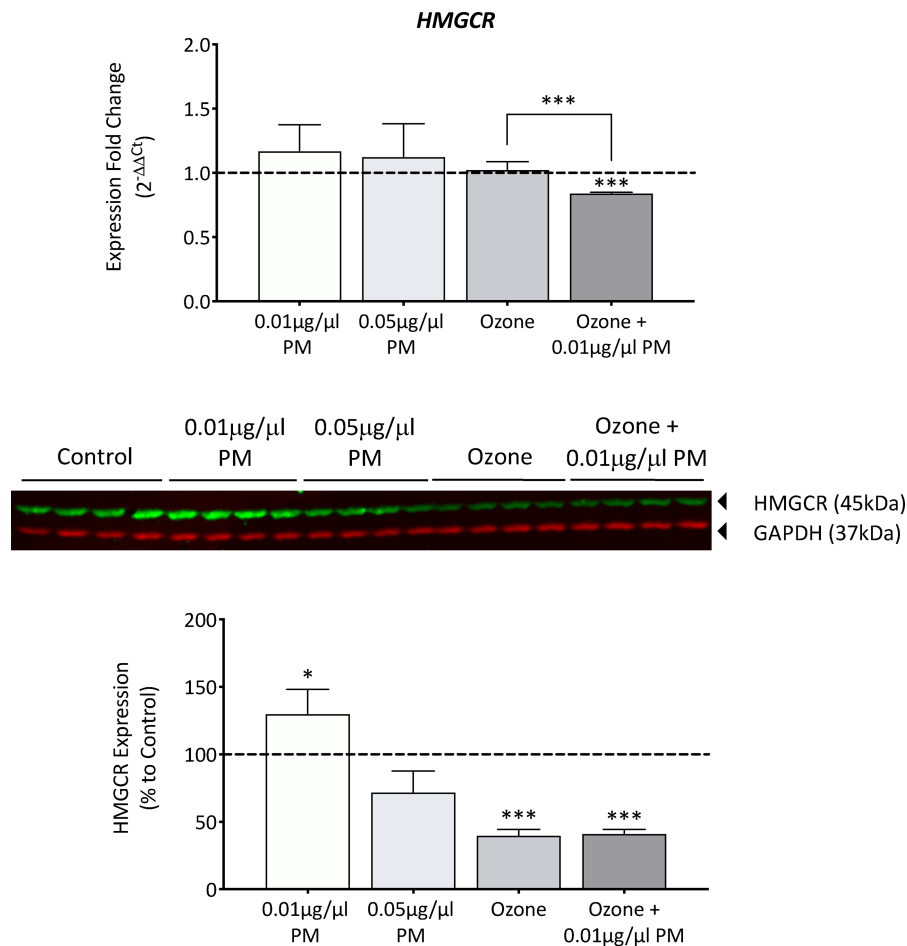 HMGCR
Expression Fold Change
(2-ΔΔCt)
2.0
1.5
1.0
0.5
0.0
***
***
0.01µg/µl
PM
0.05µg/µl
PM
Ozone
Ozone +
0.01µg/µl PM
Control
0.01µg/µl
PM
0.05µg/µl
PM
Ozone
Ozone +
0.01µg/µl PM
HMGCR (45kDa)
GAPDH (37kDa)
HMGCR Expression
(% to Control)
200
150
100
50
0
*
***
***
0.01µg/µl
PM
0.05µg/µl
PM
Ozone
Ozone +
0.01µg/µl PM